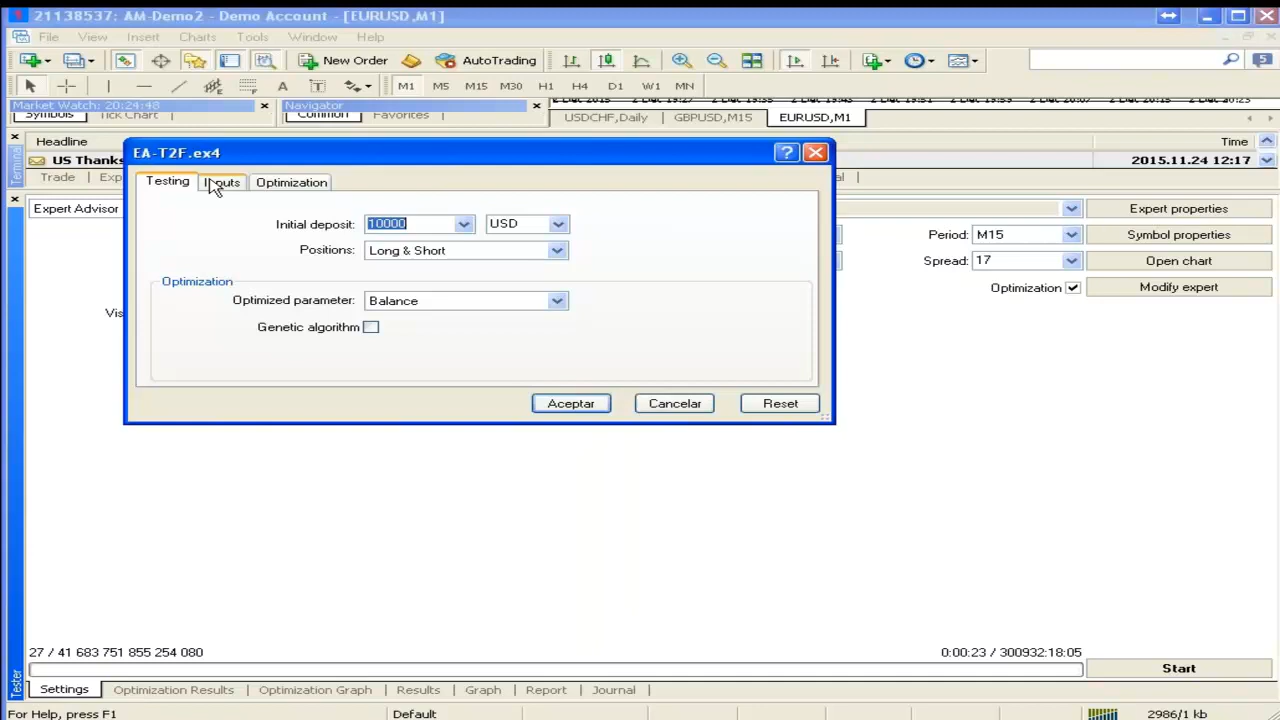 21138537: AM-Demo2 - Demo Account - [EURUSD,M1]
File View Insert Charts Tools Window Help
New Order AutoTrading 5
A T M1 M5 M15 M30 H1 H4 D1 W1 MN
Market Watch: 20:24:48 Navigator
Symbols Tick Chart Common Favorites USDCHF,Daily GBPUSD,M15 EURUSD,M1
Headline Time
US Thanks 2015.11.24 12:17
Trade Exp
EA-T2F.ex4
Testing Inputs Optimization
Expert Advisor Expert properties
Initial deposit: 10000 USD
Period: M15 Symbol properties
Positions: Long & Short
Spread: 17 Open chart
Optimization
Optimization Modify expert
Optimized parameter: Balance
Vis
Genetic algorithm
Aceptar Cancelar Reset
27 / 41 683 751 855 254 080 0:00:23 / 300932:18:05
Start
Tester Settings Optimization Results Optimization Graph Results Graph Report Journal
For Help, press F1 Default 2986/1 kb
Terminal